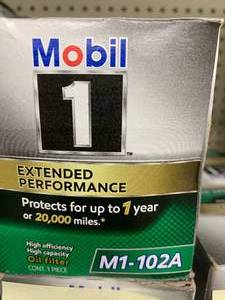 Mobil
1
EXTENDED
PERFORMANCE
Protects for up to 1 year
or 20,000 miles.*
High efficiency
High capacity
Oil filter
CONT. 1 PIECE
M1-102A